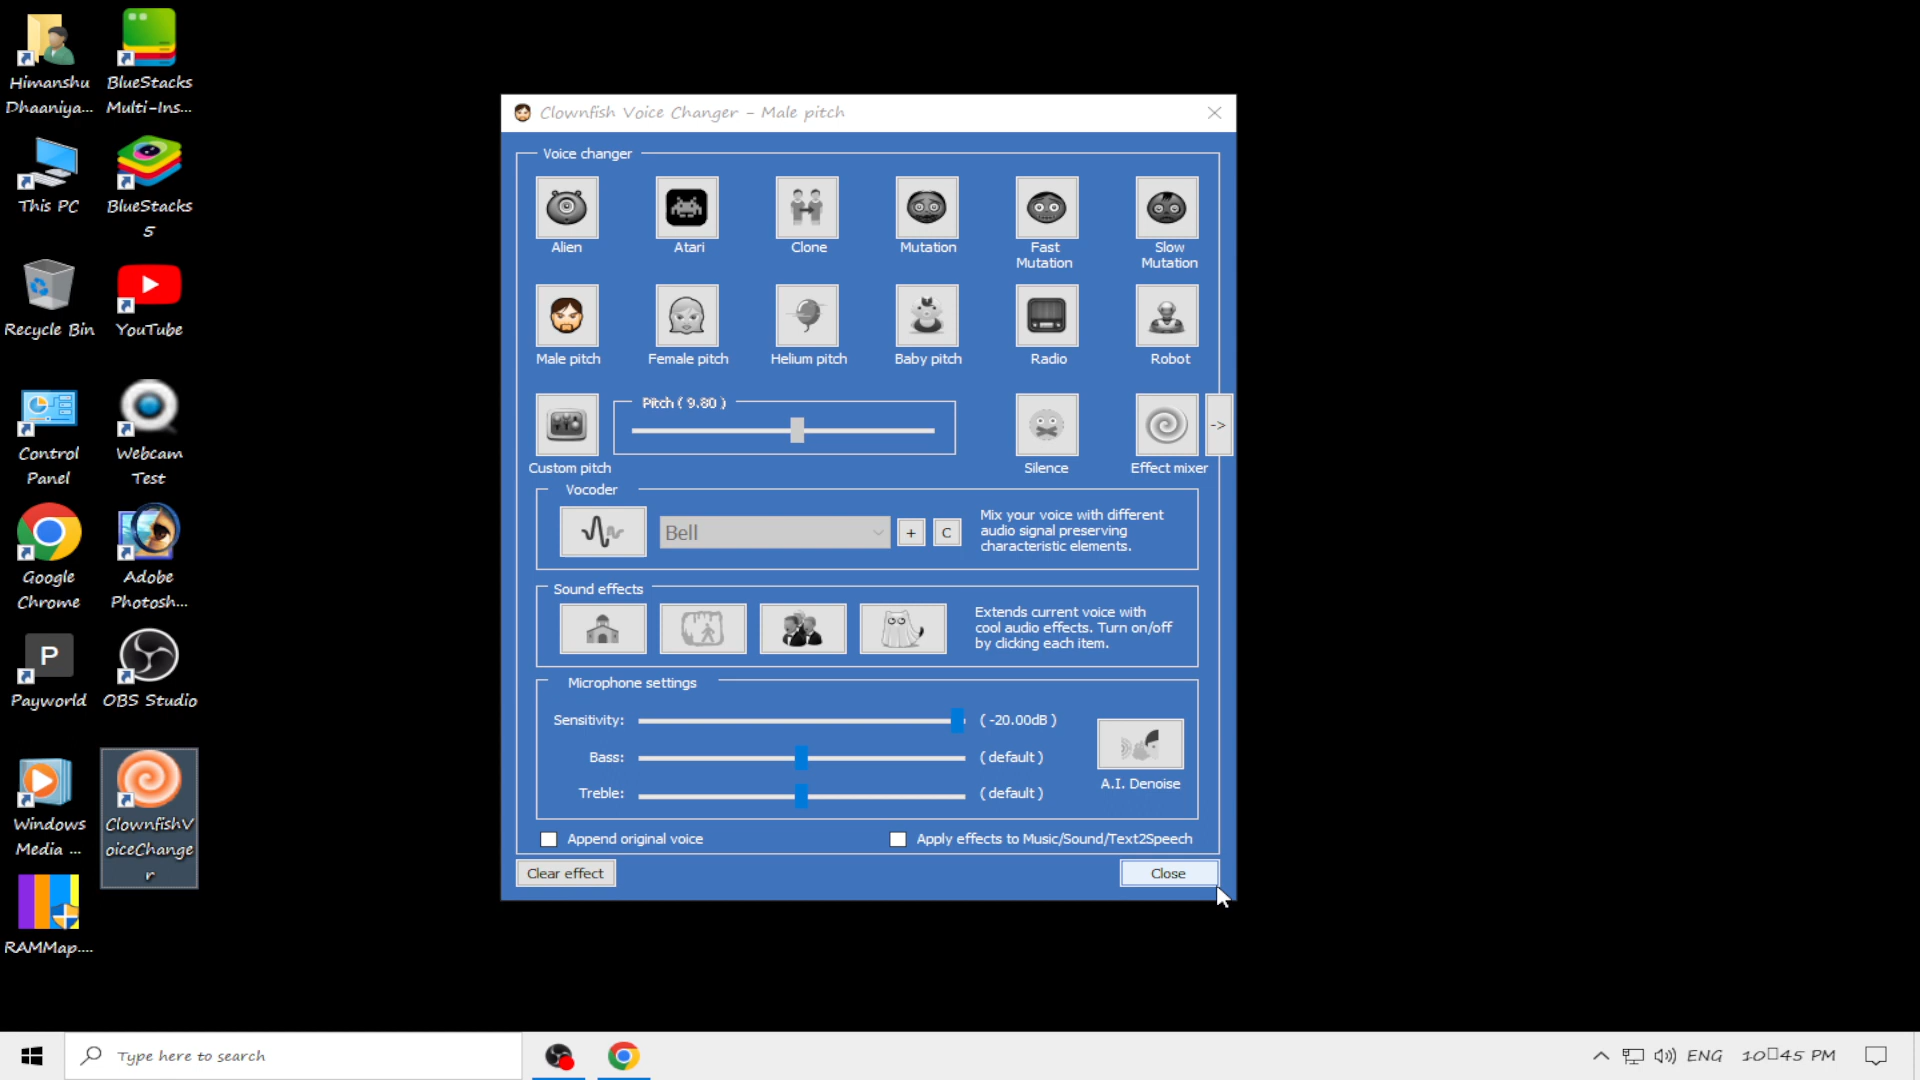 Himanshu
Dhaaniya...
BlueStacks
Multi-Ins...
This PC
BlueStacks
5
Recycle Bin
YouTube
Control
Panel
Webcam
Test
Google
Chrome
Adobe
Photosh...
P
Payworld
OBS Studio
Windows
Media ...
ClownfishV
oiceChange
r
RAMMap....
Clownfish Voice Changer - Male pitch
Voice changer
Alien
Atari
Clone
Mutation
Fast
Mutation
Slow
Mutation
Male pitch
Female pitch
Helium pitch
Baby pitch
Radio
Robot
Pitch ( 9.80 )
->
Custom pitch
Silence
Effect mixer
Vocoder
Bell
+
C
Mix your voice with different
audio signal preserving
characteristic elements.
Sound effects
Extends current voice with
cool audio effects. Turn on/off
by clicking each item.
Microphone settings
Sensitivity:
( -20.00dB )
Bass:
( default )
Treble:
( default )
A.I. Denoise
Append original voice
Apply effects to Music/Sound/Text2Speech
Clear effect
Close
Type here to search
ENG
10□45 PM